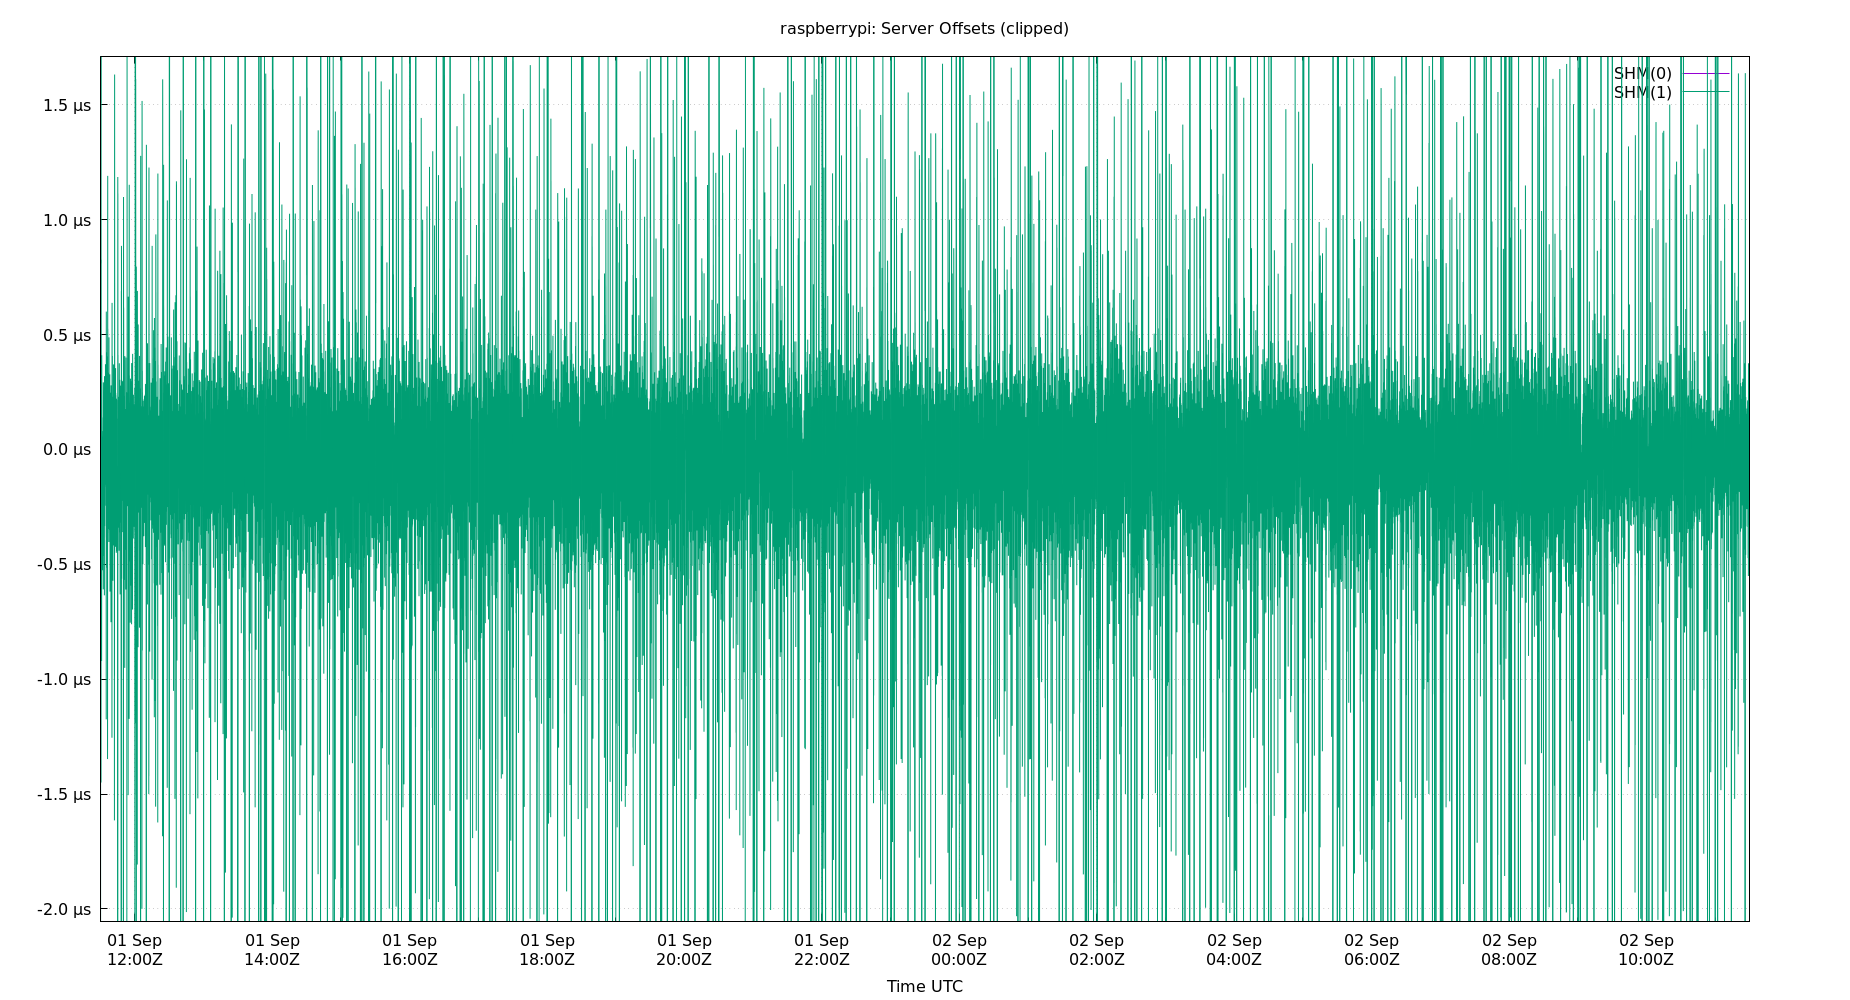 raspberrypi: Server Offsets (clipped)
SHM(0)
SHM(1)
1.5 µs
1.0 µs
0.5 µs
0.0 µs
-0.5 µs
-1.0 µs
-1.5 µs
-2.0 µs
01 Sep 01 Sep 01 Sep 01 Sep 01 Sep 01 Sep 02 Sep 02 Sep 02 Sep 02 Sep 02 Sep 02 Sep
12:00Z 14:00Z 16:00Z 18:00Z 20:00Z 22:00Z 00:00Z 02:00Z 04:00Z 06:00Z 08:00Z 10:00Z
Time UTC